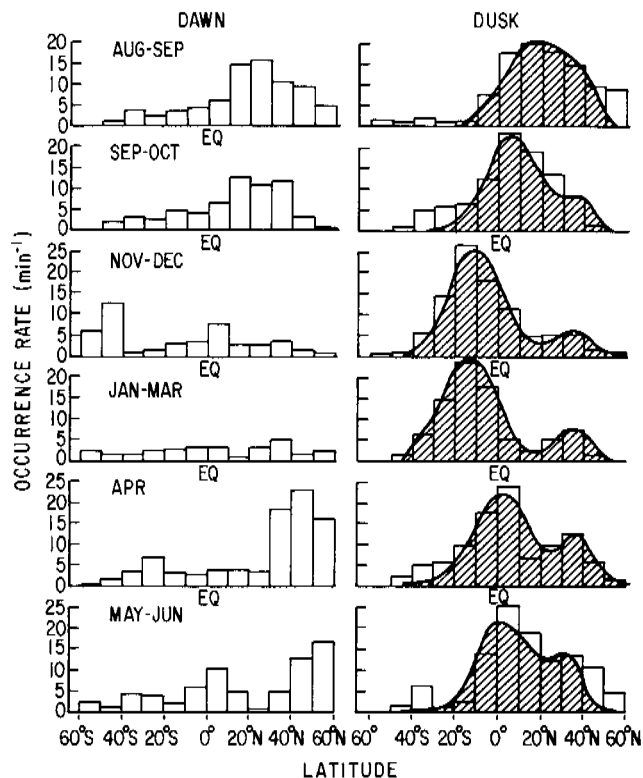 DAWN DUSK
AUG-SEP
20
15
10
5
0
EQ
SEP-OCT
20
15
10
5
0
EQ EQ
NOV-DEC
25
20
15
10
5
0
EQ EQ
JAN-MAR
20
15
10
5
0
EQ EQ
APR
25
20
15
10
5
0
EQ EQ
MAY-JUN
25
20
15
10
5
0
OCCURRENCE RATE (min⁻¹)
60°S 40°S 20°S 0° 20°N 40°N 60°N 60° 40°S 20°S 0° 20°N 40°N 60°N
LATITUDE